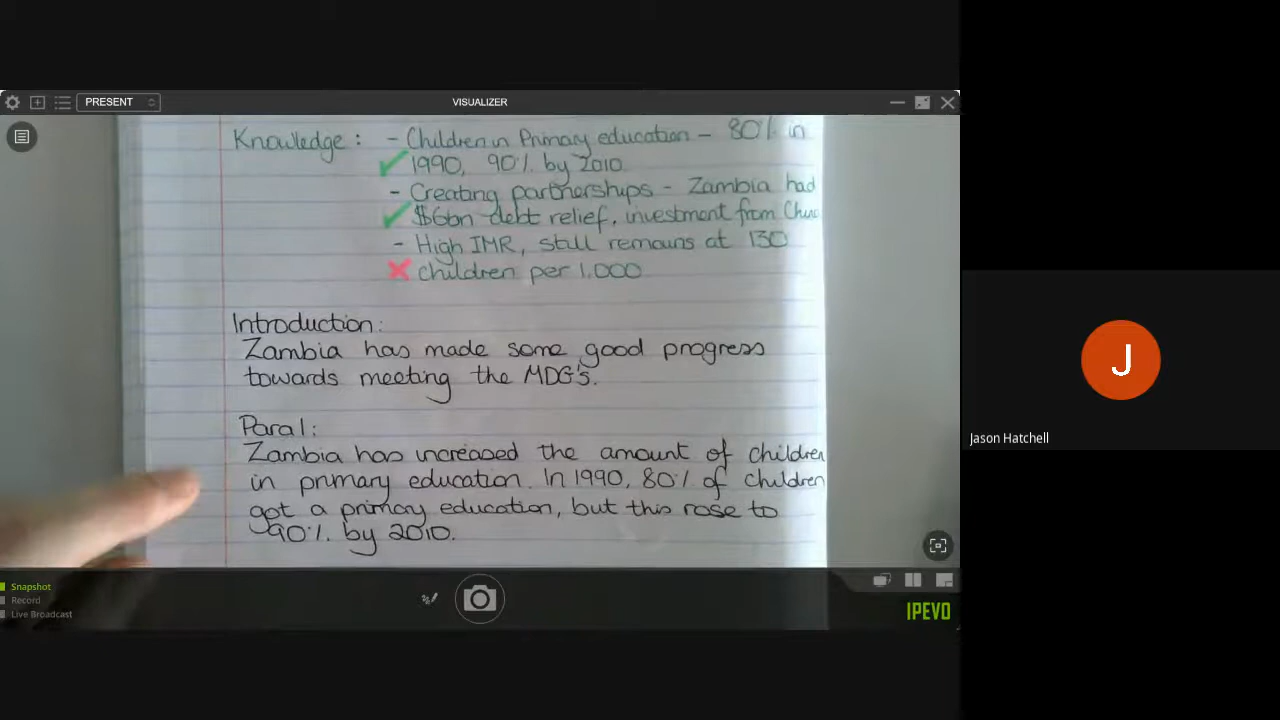 PRESENT
VISUALIZER
Knowledge : - Children in Primary education - 80% in
1990, 90% by 2010.
- Creating partnerships - Zambia had
$6bn debt relief, investment from
- High IMR, still remains at 130
children per 1,000
Introduction:
Zambia has made some good progress
towards meeting the MDG's.
Para 1:
Zambia has increased the amount of children
in primary education. In 1990, 80% of children
got a primary education, but this rose to
90% by 2010.
J
Jason Hatchell
Snapshot
Record
Live Broadcast
IPEVO